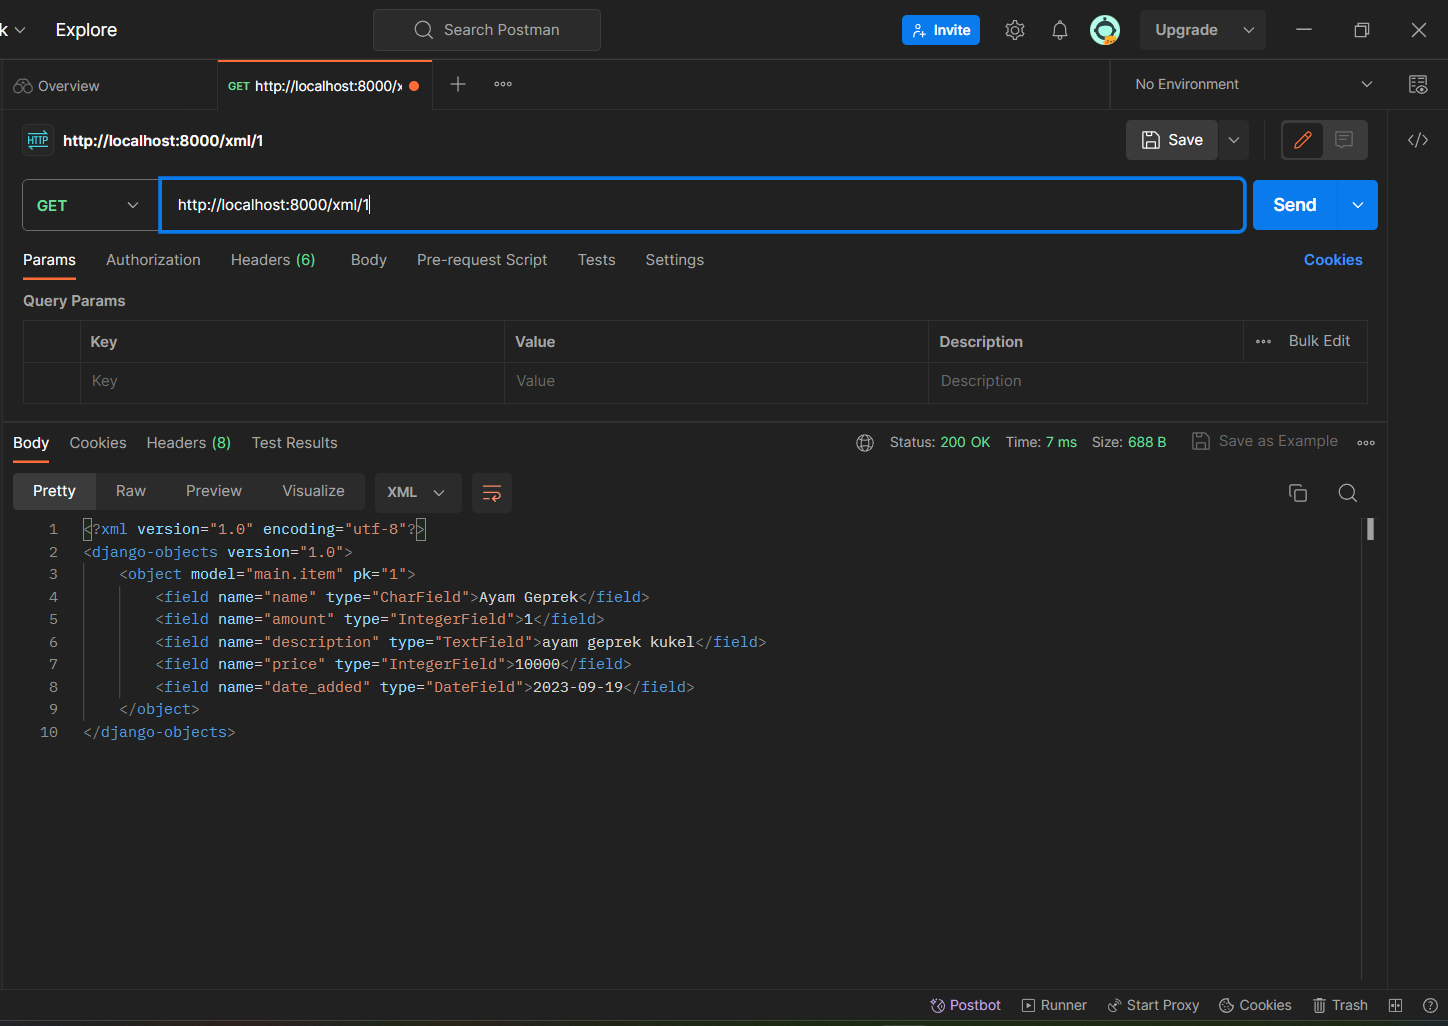 k Explore Search Postman Invite Upgrade
Overview GET http://localhost:8000/x No Environment
HTTP http://localhost:8000/xml/1 Save
GET http://localhost:8000/xml/1 Send
Params Authorization Headers (6) Body Pre-request Script Tests Settings Cookies
Query Params
Key Value Description Bulk Edit
Key Value Description
Body Cookies Headers (8) Test Results Status: 200 OK Time: 7 ms Size: 688 B Save as Example
Pretty Raw Preview Visualize XML
1 <?xml version="1.0" encoding="utf-8"?>
2 <django-objects version="1.0">
3 <object model="main.item" pk="1">
4 <field name="name" type="CharField">Ayam Geprek</field>
5 <field name="amount" type="IntegerField">1</field>
6 <field name="description" type="TextField">ayam geprek kukel</field>
7 <field name="price" type="IntegerField">10000</field>
8 <field name="date_added" type="DateField">2023-09-19</field>
9 </object>
10 </django-objects>
Postbot Runner Start Proxy Cookies Trash